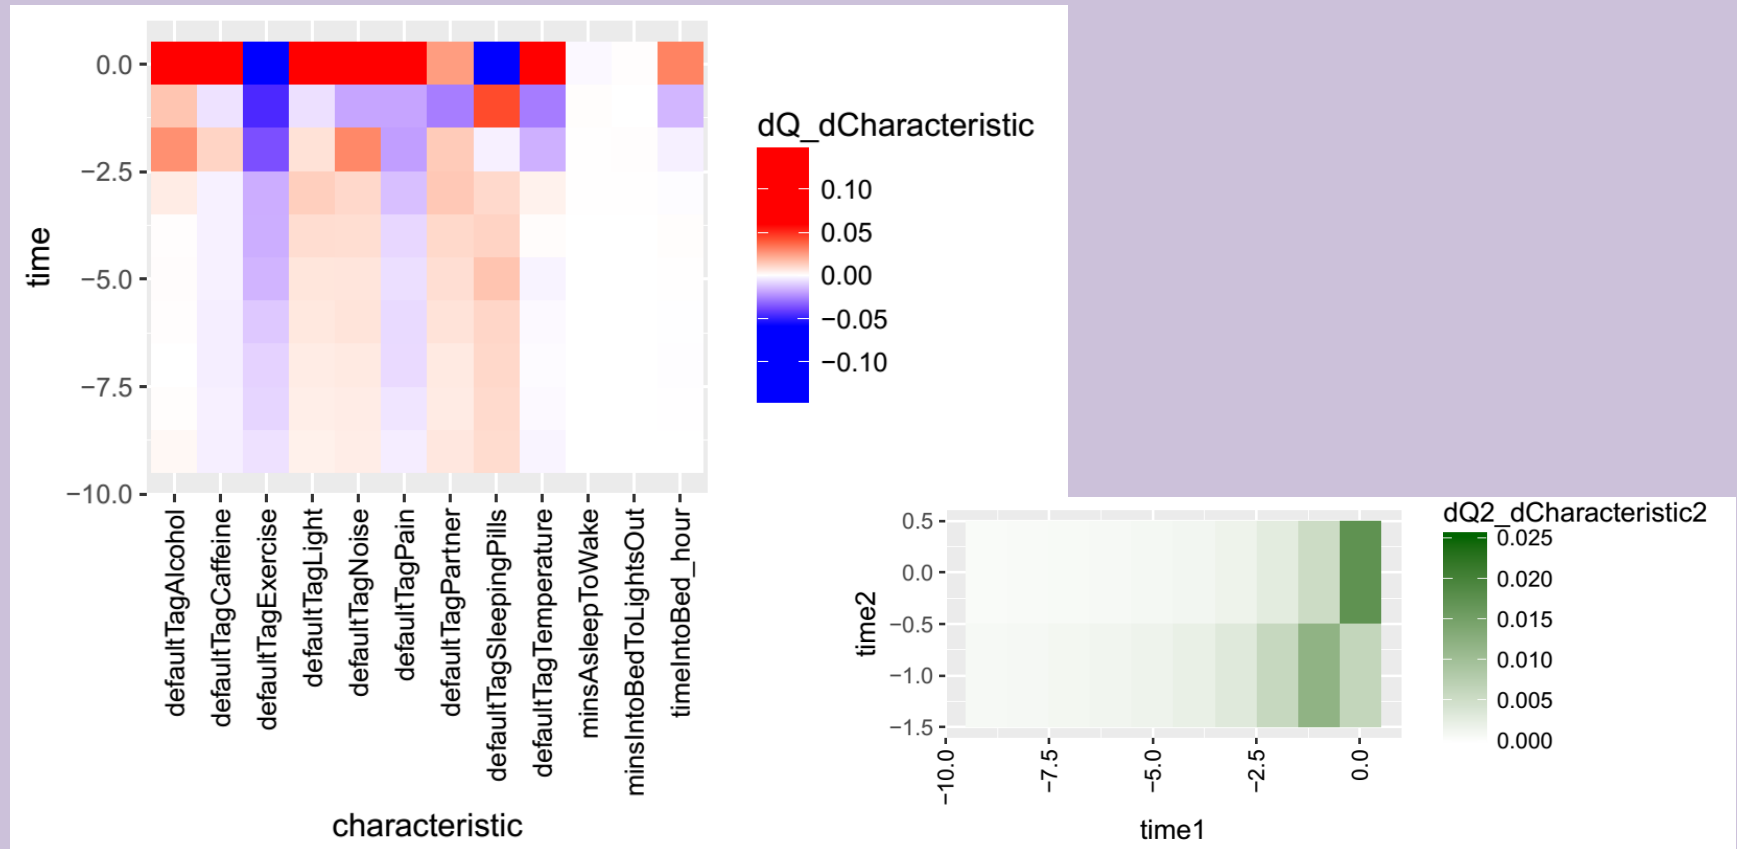 dQ_dCharacteristic
0.10
0.05
0.00
−0.05
−0.10
time
0.0
−2.5
−5.0
−7.5
−10.0
defaultTagAlcohol
defaultTagCaffeine
defaultTagExercise
defaultTagLight
defaultTagNoise
defaultTagPain
defaultTagPartner
defaultTagSleepingPills
defaultTagTemperature
minsAsleepToWake
minsIntoBedToLightsOut
timeIntoBed_hour
characteristic
dQ2_dCharacteristic2
0.025
0.020
0.015
0.010
0.005
0.000
time2
0.5
0.0
−0.5
−1.0
−1.5
−10.0
−7.5
−5.0
−2.5
0.0
time1